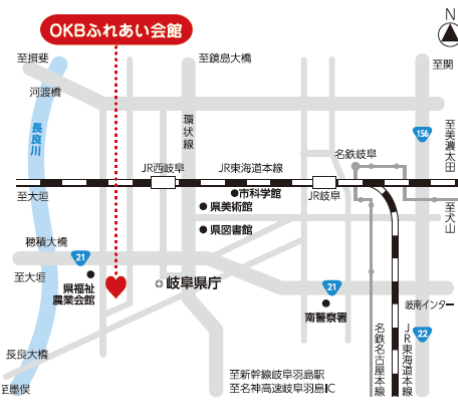 OKBふれあい会館
N
至揖斐
至鏡島大橋
至関
河渡橋
長良川
環状線
156
至美濃太田
名鉄岐阜
JR西岐阜
JR東海道本線
至大垣
市科学館
JR岐阜
県美術館
至犬山
県図書館
穂積大橋
21
至大垣
県福祉
農業会館
岐阜県庁
21
南警察署
岐南インター
22
名鉄名古屋本線
JR東海道本線
長良大橋
至新幹線岐阜羽島駅
至名神高速岐阜羽島IC
至墨俣